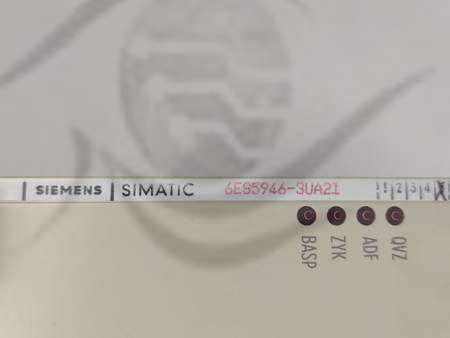 SIEMENS SIMATIC 6ES5946-3UA21 1 2 3 4
BASP ZYK ADF QVZ